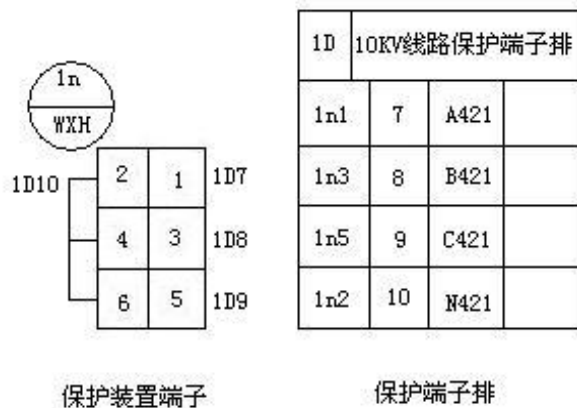 1n
WXH
1D10
2 1 1D7
4 3 1D8
6 5 1D9
保护装置端子
1D 10KV线路保护端子排
1n1 7 A421
1n3 8 B421
1n5 9 C421
1n2 10 N421
保护端子排